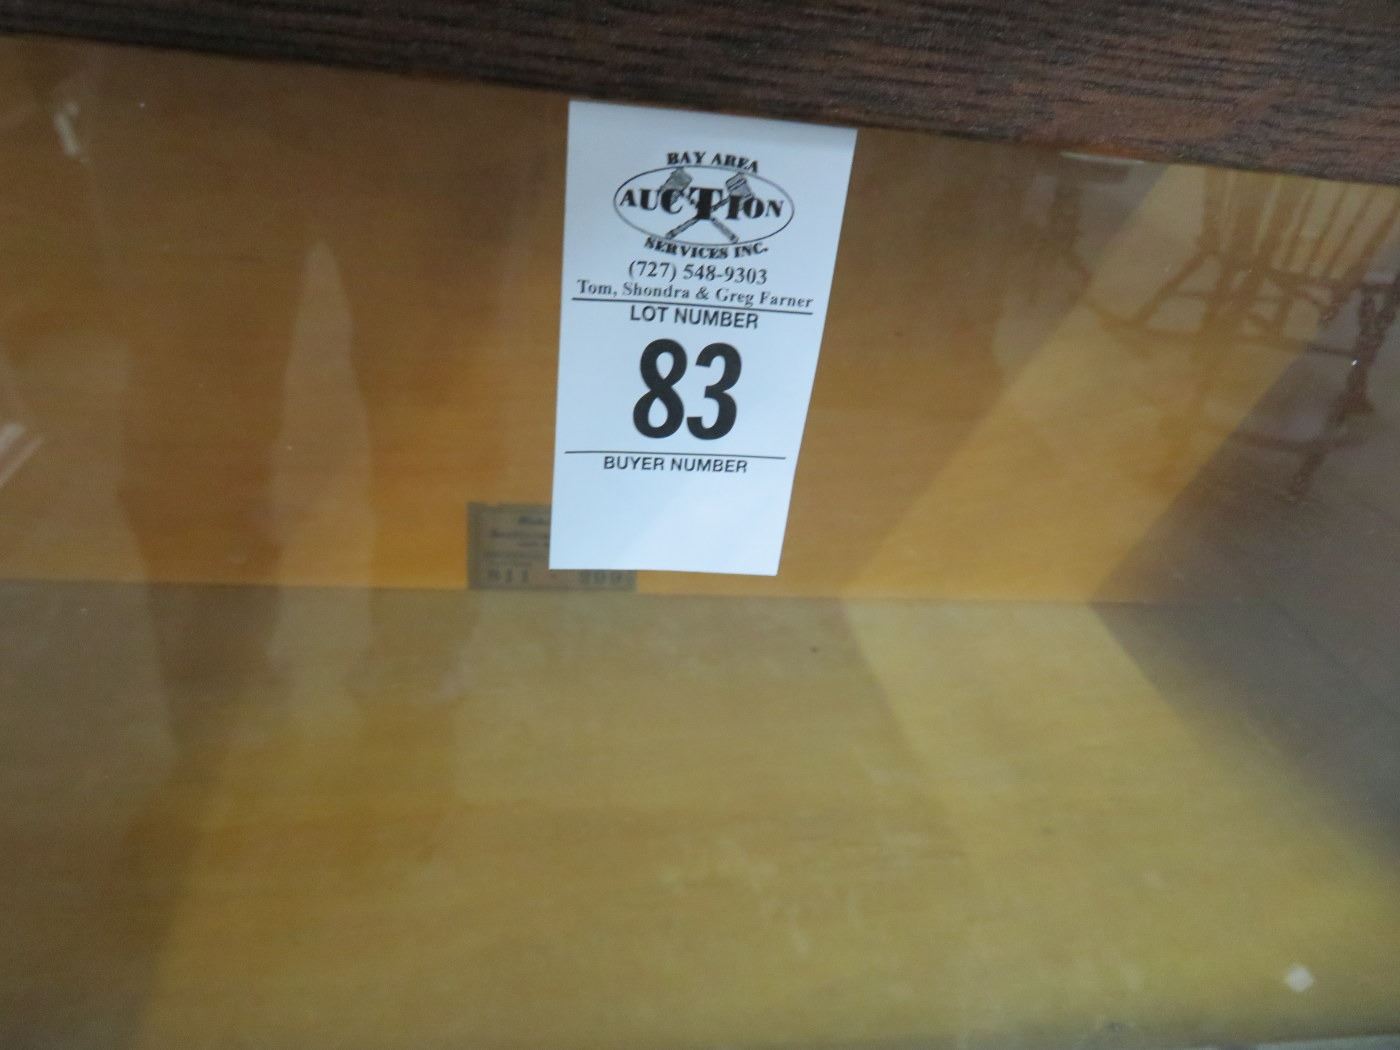 BAY AREA
AUCTION
SERVICES INC.
(727) 548-9303
Tom, Shondra & Greg Farner
LOT NUMBER
83
BUYER NUMBER